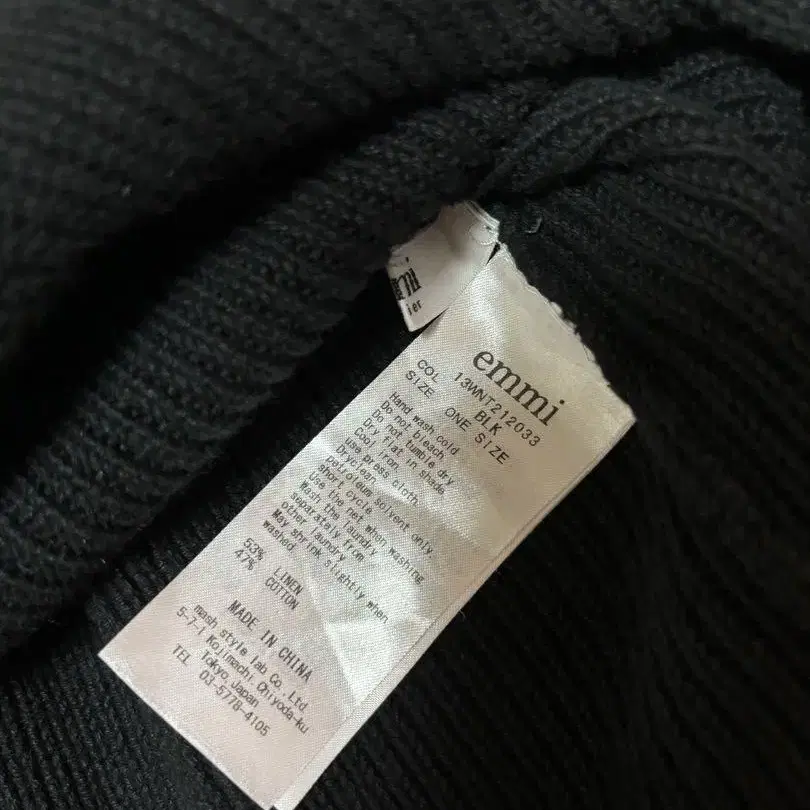 ier
emmi
13WNT212033
COL BLK
SIZE ONE SIZE
Hand wash cold
Do not bleach
Do not tumble dry
Dry flat in shade
Cool iron,
use press cloth
Dryclean,
petroleum solvent only,
short cycle
Use the net when washing
Wash the laundry
separately from
other laundry
May shrink slightly when
washed
53% LINEN
47% COTTON
MADE IN CHINA
mash style lab Co.,Ltd.
5-7-1 Kojimachi Chiyoda-ku
Tokyo Japan
TEL 03-5778-4105